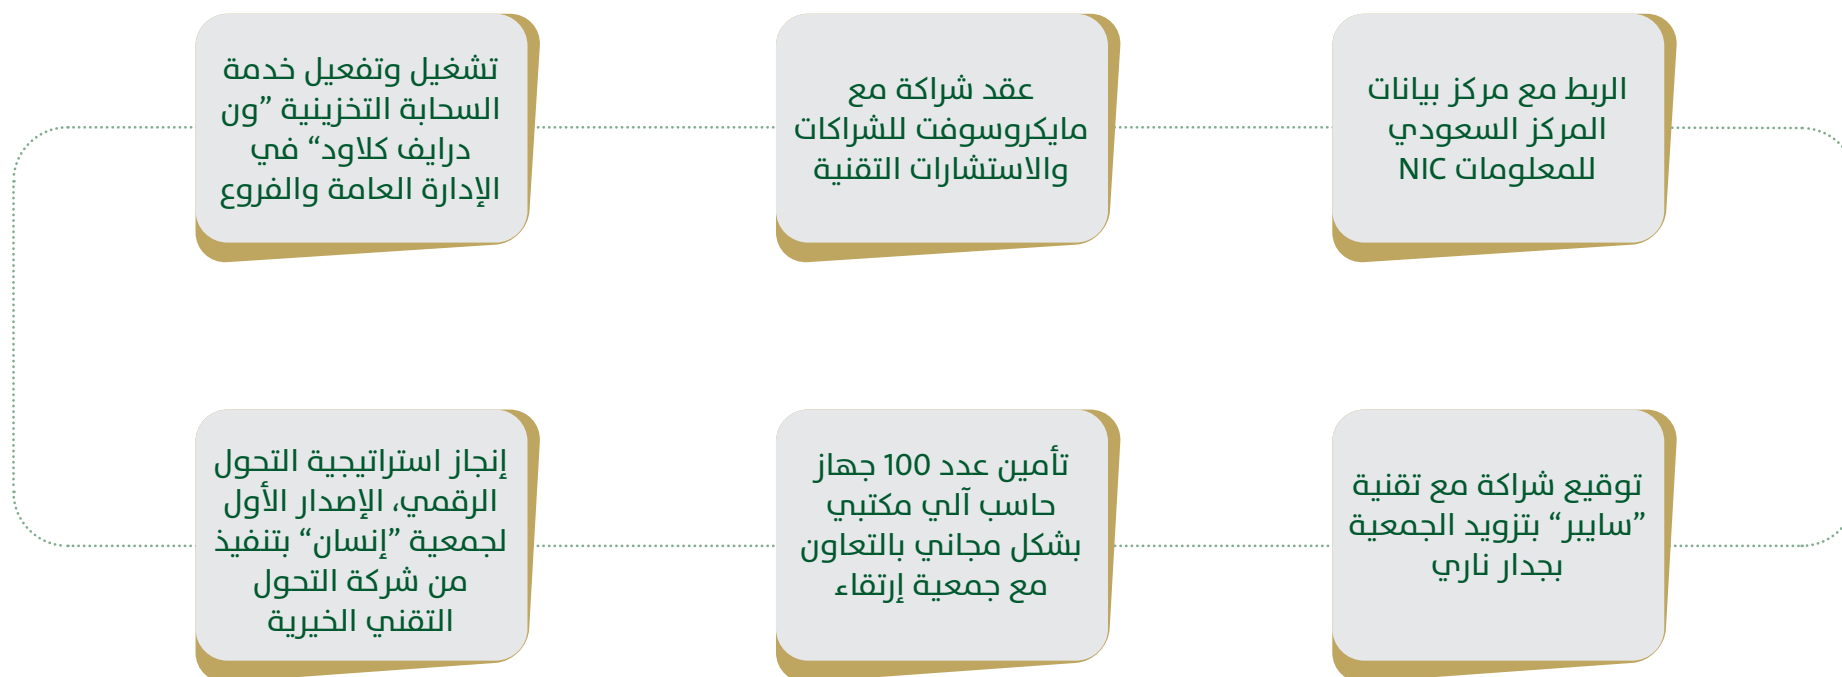 الربط مع مركز بيانات
المركز السعودي
للمعلومات NIC
عقد شراكة مع
مايكروسوفت للشراكات
والاستشارات التقنية
تشغيل وتفعيل خدمة
السحابة التخزينية ”ون
درايف كلاود“ في
الإدارة العامة والفروع
توقيع شراكة مع تقنية
”سايبر“ بتزويد الجمعية
بجدار ناري
تأمين عدد 100 جهاز
حاسب آلي مكتبي
بشكل مجاني بالتعاون
مع جمعية إرتقاء
إنجاز استراتيجية التحول
الرقمي، الإصدار الأول
لجمعية ”إنسان“ بتنفيذ
من شركة التحول
التقني الخيرية